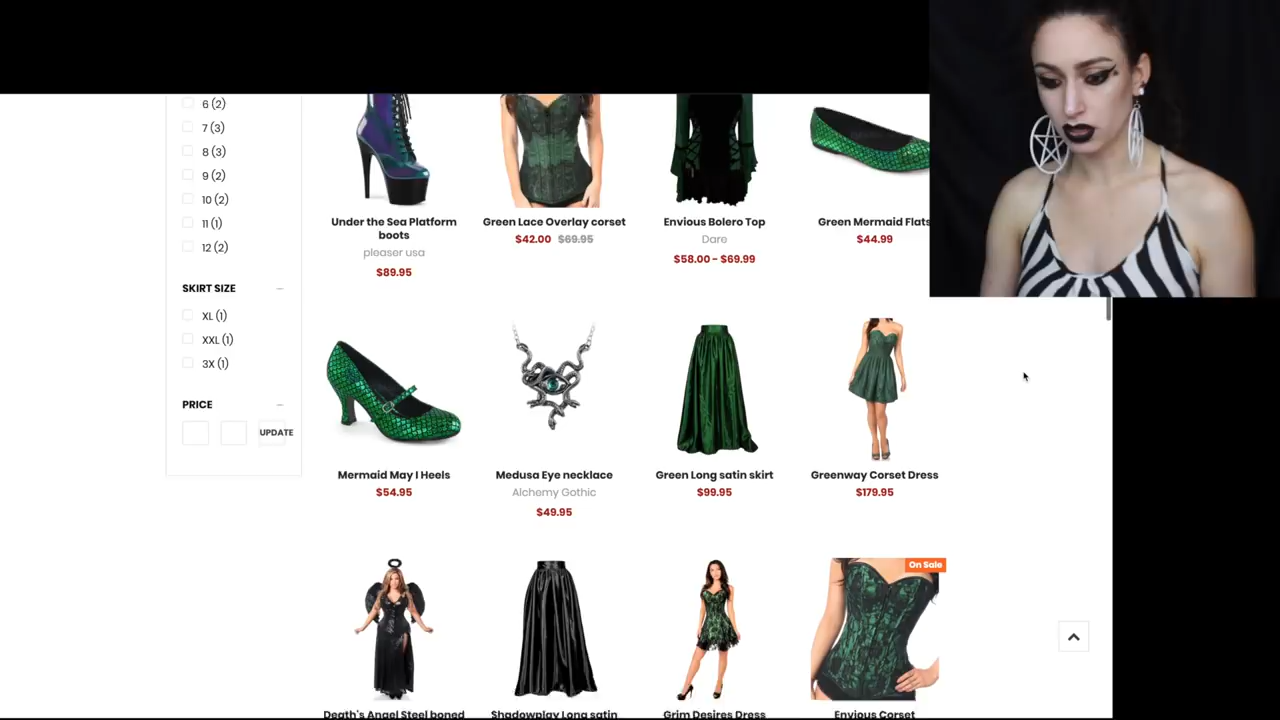 6 (2)
7 (3)
8 (3)
9 (2)
10 (2)
11 (1)
12 (2)
SKIRT SIZE
XL (1)
XXL (1)
3X (1)
PRICE
UPDATE
Under the Sea Platform
boots
pleaser usa
$89.95
Green Lace Overlay corset
$42.00 $69.95
Envious Bolero Top
Dare
$58.00 - $69.99
Green Mermaid Flats
$44.99
Mermaid May I Heels
$54.95
Medusa Eye necklace
Alchemy Gothic
$49.95
Green Long satin skirt
$99.95
Greenway Corset Dress
$179.95
On Sale
Death's Angel Steel boned
Shadowplay Long satin
Grim Desires Dress
Envious Corset